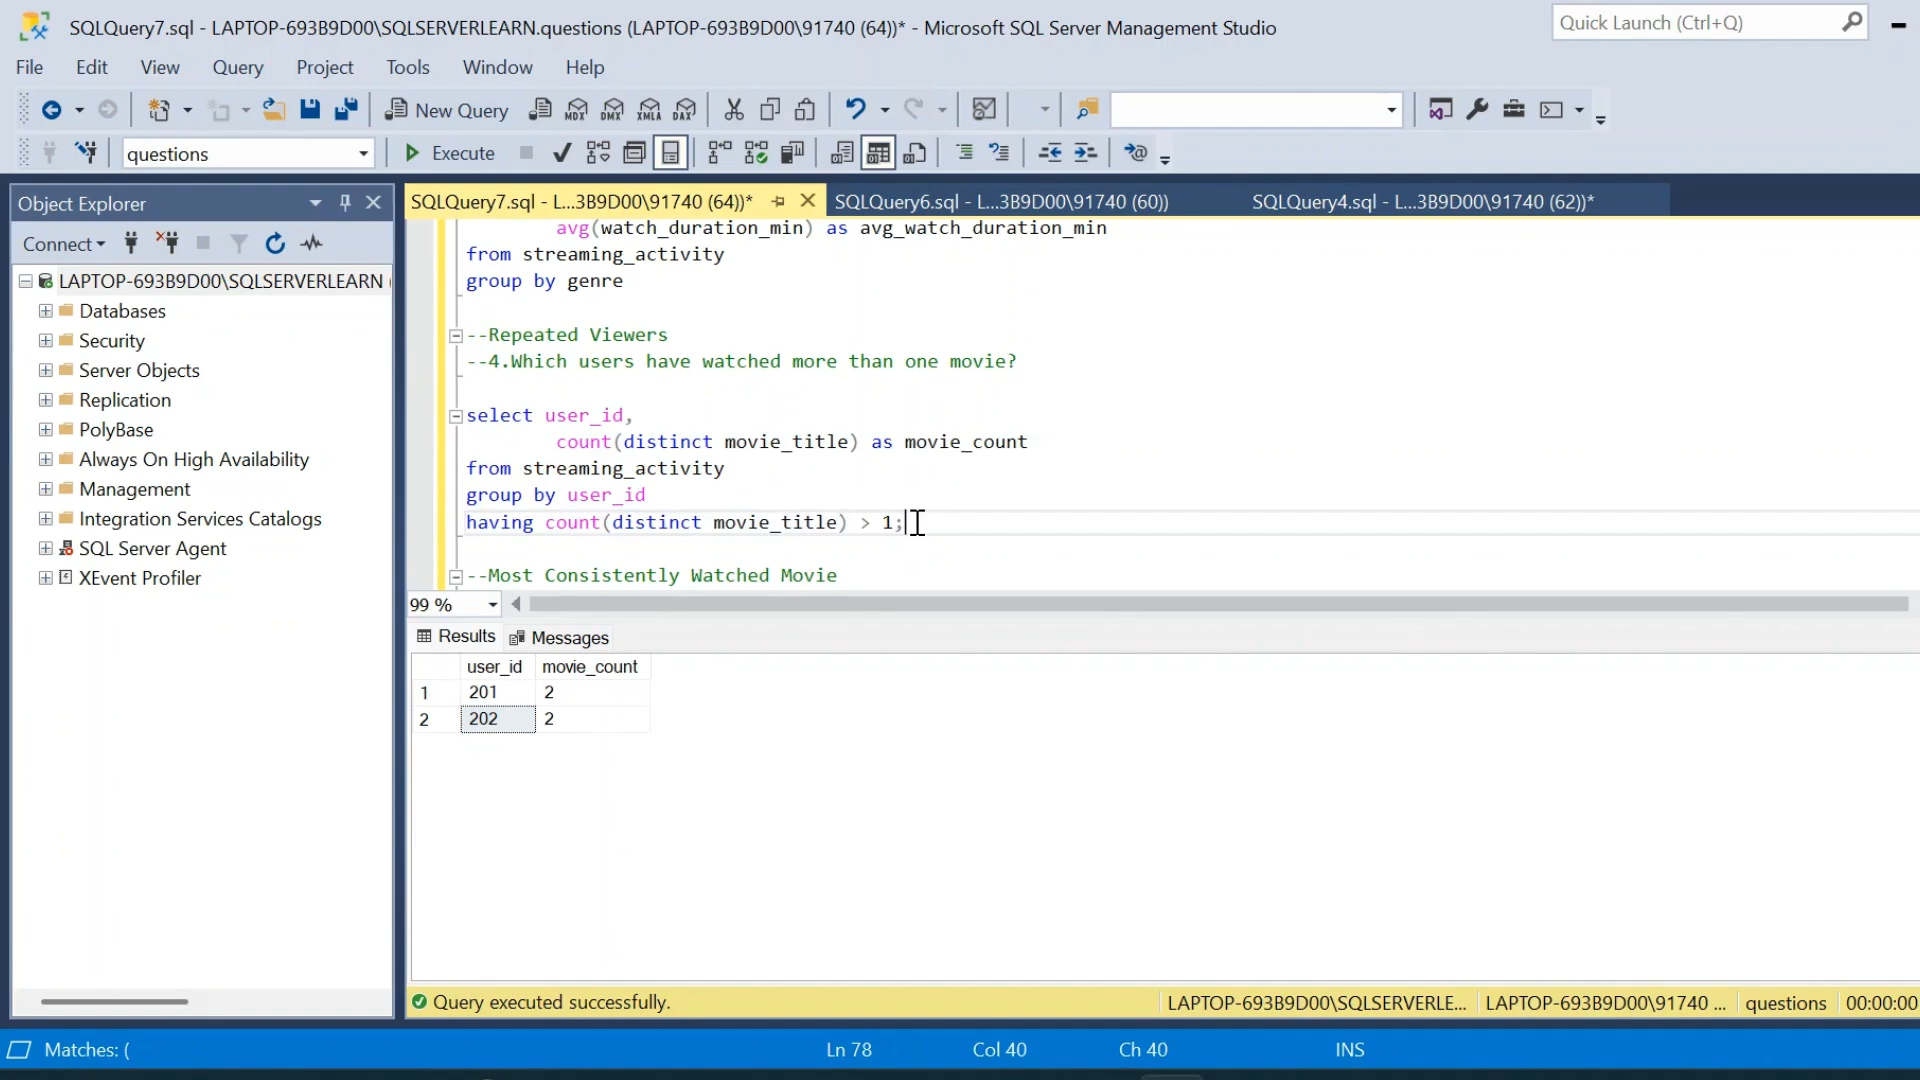 SQLQuery7.sql - LAPTOP-693B9D00\SQLSERVERLEARN.questions (LAPTOP-693B9D00\91740 (64))* - Microsoft SQL Server Management Studio
Quick Launch (Ctrl+Q)
File Edit View Query Project Tools Window Help
New Query MDX DMX XMLA DAX
questions Execute
Object Explorer
SQLQuery7.sql - L...3B9D00\91740 (64))* SQLQuery6.sql - L...3B9D00\91740 (60)) SQLQuery4.sql - L...3B9D00\91740 (62))*
Connect
LAPTOP-693B9D00\SQLSERVERLEARN (
Databases
Security
Server Objects
Replication
PolyBase
Always On High Availability
Management
Integration Services Catalogs
SQL Server Agent
XEvent Profiler
avg(watch_duration_min) as avg_watch_duration_min
from streaming_activity
group by genre
--Repeated Viewers
--4.Which users have watched more than one movie?
select user_id,
count(distinct movie_title) as movie_count
from streaming_activity
group by user_id
having count(distinct movie_title) > 1;
--Most Consistently Watched Movie
99 %
Results Messages
user_id movie_count
1 201 2
2 202 2
Query executed successfully. LAPTOP-693B9D00\SQLSERVERLE... LAPTOP-693B9D00\91740 ... questions 00:00:00
Matches: ( Ln 78 Col 40 Ch 40 INS